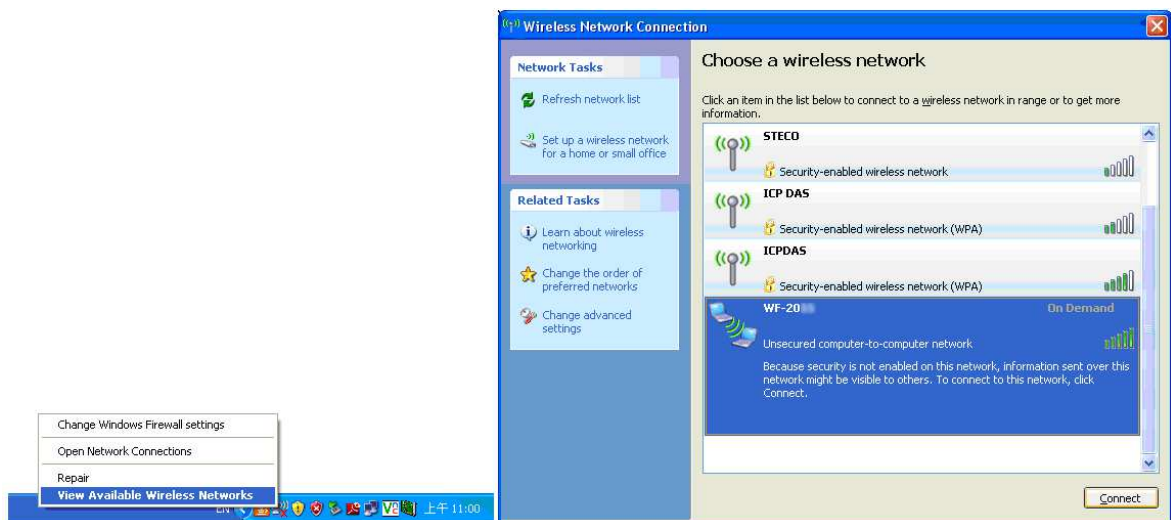 Change Windows Firewall settings
Open Network Connections
Repair
View Available Wireless Networks
EN
V2
上午 11:00
Wireless Network Connection
Network Tasks
Refresh network list
Set up a wireless network
for a home or small office
Related Tasks
Learn about wireless
networking
Change the order of
preferred networks
Change advanced
settings
Choose a wireless network
Click an item in the list below to connect to a wireless network in range or to get more
information.
STECO
Security-enabled wireless network
ICP DAS
Security-enabled wireless network (WPA)
ICPDAS
Security-enabled wireless network (WPA)
WF-20
On Demand
Unsecured computer-to-computer network
Because security is not enabled on this network, information sent over this
network might be visible to others. To connect to this network, click
Connect.
Connect